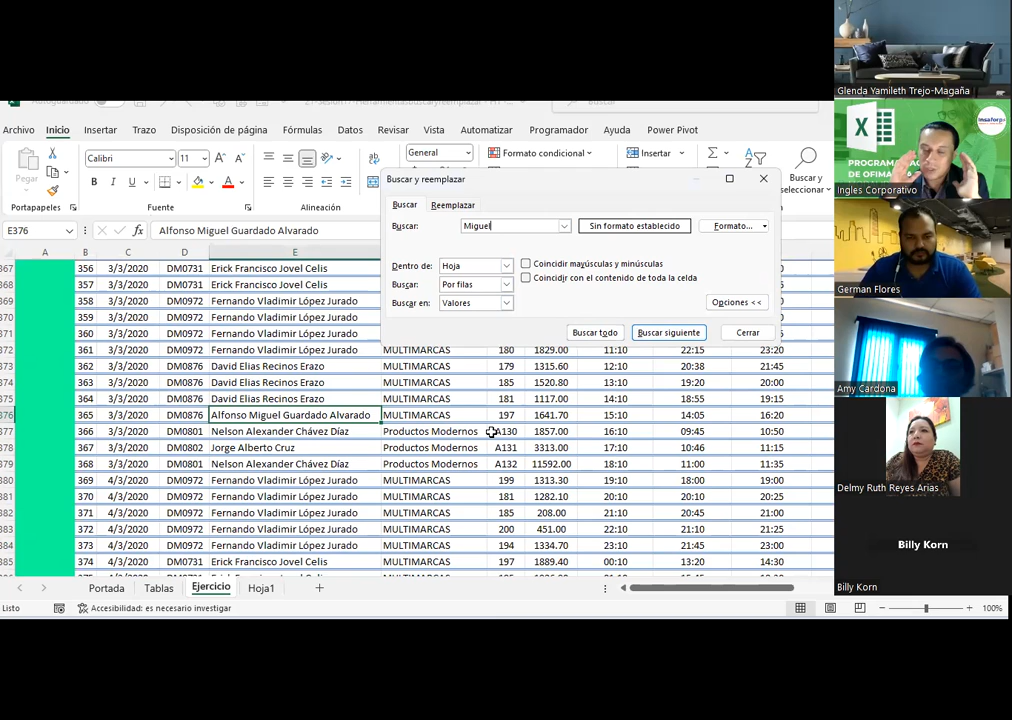 Archivo Inicio Insertar Trazo Disposición de página Fórmulas Datos Revisar Vista Automatizar Programador Ayuda Power Pivot
Pegar
Calibri 11
N K S
General
Formato condicional
Insertar
Buscar y
seleccionar
Portapapeles Fuente Alineación
E376 Alfonso Miguel Guardado Alvarado
Buscar y reemplazar
Buscar Reemplazar
Buscar: Miguel Sin formato establecido Formato...
Dentro de: Hoja Coincidir mayúsculas y minúsculas
Buscar: Por filas Coincidir con el contenido de toda la celda
Buscar en: Valores Opciones <<
Buscar todo Buscar siguiente Cerrar
A B C D E
367 356 3/3/2020 DM0731 Erick Francisco Jovel Celis
368 357 3/3/2020 DM0731 Erick Francisco Jovel Celis
369 358 3/3/2020 DM0972 Fernando Vladimir López Jurado
370 359 3/3/2020 DM0972 Fernando Vladimir López Jurado
371 360 3/3/2020 DM0972 Fernando Vladimir López Jurado
372 361 3/3/2020 DM0972 Fernando Vladimir López Jurado MULTIMARCAS 180 1829.00 11:10 22:15 23:20
373 362 3/3/2020 DM0876 David Elias Recinos Erazo MULTIMARCAS 179 1315.60 12:10 20:38 21:45
374 363 3/3/2020 DM0876 David Elias Recinos Erazo MULTIMARCAS 185 1520.80 13:10 19:20 20:00
375 364 3/3/2020 DM0876 David Elias Recinos Erazo MULTIMARCAS 181 1117.00 14:10 18:55 19:15
376 365 3/3/2020 DM0876 Alfonso Miguel Guardado Alvarado MULTIMARCAS 197 1641.70 15:10 14:05 16:20
377 366 3/3/2020 DM0801 Nelson Alexander Chávez Díaz Productos Modernos A130 1857.00 16:10 09:45 10:50
378 367 3/3/2020 DM0802 Jorge Alberto Cruz Productos Modernos A131 3313.00 17:10 10:46 11:15
379 368 3/3/2020 DM0801 Nelson Alexander Chávez Díaz Productos Modernos A132 11592.00 18:10 11:00 11:35
380 369 4/3/2020 DM0972 Fernando Vladimir López Jurado MULTIMARCAS 199 1313.30 19:10 18:00 19:00
381 370 4/3/2020 DM0972 Fernando Vladimir López Jurado MULTIMARCAS 181 1282.10 20:10 20:10 20:25
382 371 4/3/2020 DM0972 Fernando Vladimir López Jurado MULTIMARCAS 185 208.00 21:10 20:45 21:00
383 372 4/3/2020 DM0972 Fernando Vladimir López Jurado MULTIMARCAS 200 451.00 22:10 21:10 21:25
384 373 4/3/2020 DM0972 Fernando Vladimir López Jurado MULTIMARCAS 194 1334.70 23:10 21:45 23:00
385 374 4/3/2020 DM0731 Erick Francisco Jovel Celis MULTIMARCAS 197 1889.40 00:10 13:20 14:30
Portada Tablas Ejercicio Hoja1
Listo Accesibilidad: es necesario investigar 100%
Glenda Yamileth Trejo-Magaña
Insaforp
Ingles Corporativo
German Flores
Amy Cardona
Delmy Ruth Reyes Arias
Billy Korn
Billy Korn